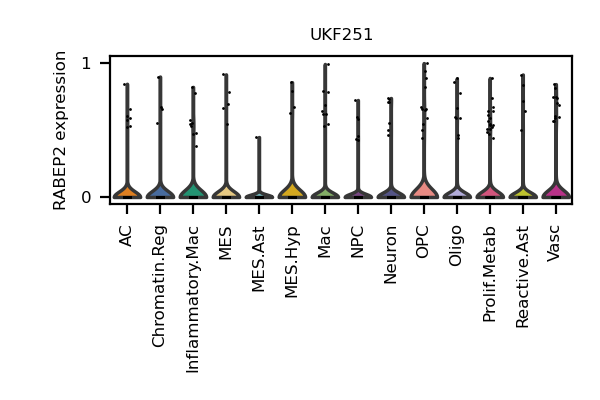 UKF251
RABEP2 expression
1
0
AC
Chromatin.Reg
Inflammatory.Mac
MES
MES.Ast
MES.Hyp
Mac
NPC
Neuron
OPC
Oligo
Prolif.Metab
Reactive.Ast
Vasc